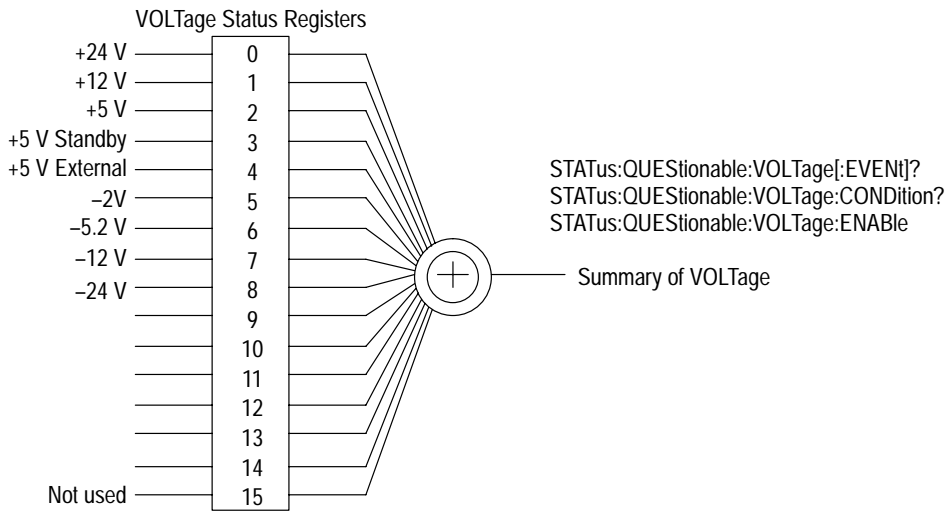 VOLTage Status Registers
+24 V 0
+12 V 1
+5 V 2
+5 V Standby 3
+5 V External 4
–2V 5
–5.2 V 6
–12 V 7
–24 V 8
9
10
11
12
13
14
Not used 15
STATus:QUEStionable:VOLTage[:EVENt]?
STATus:QUEStionable:VOLTage:CONDition?
STATus:QUEStionable:VOLTage:ENABle
+ Summary of VOLTage